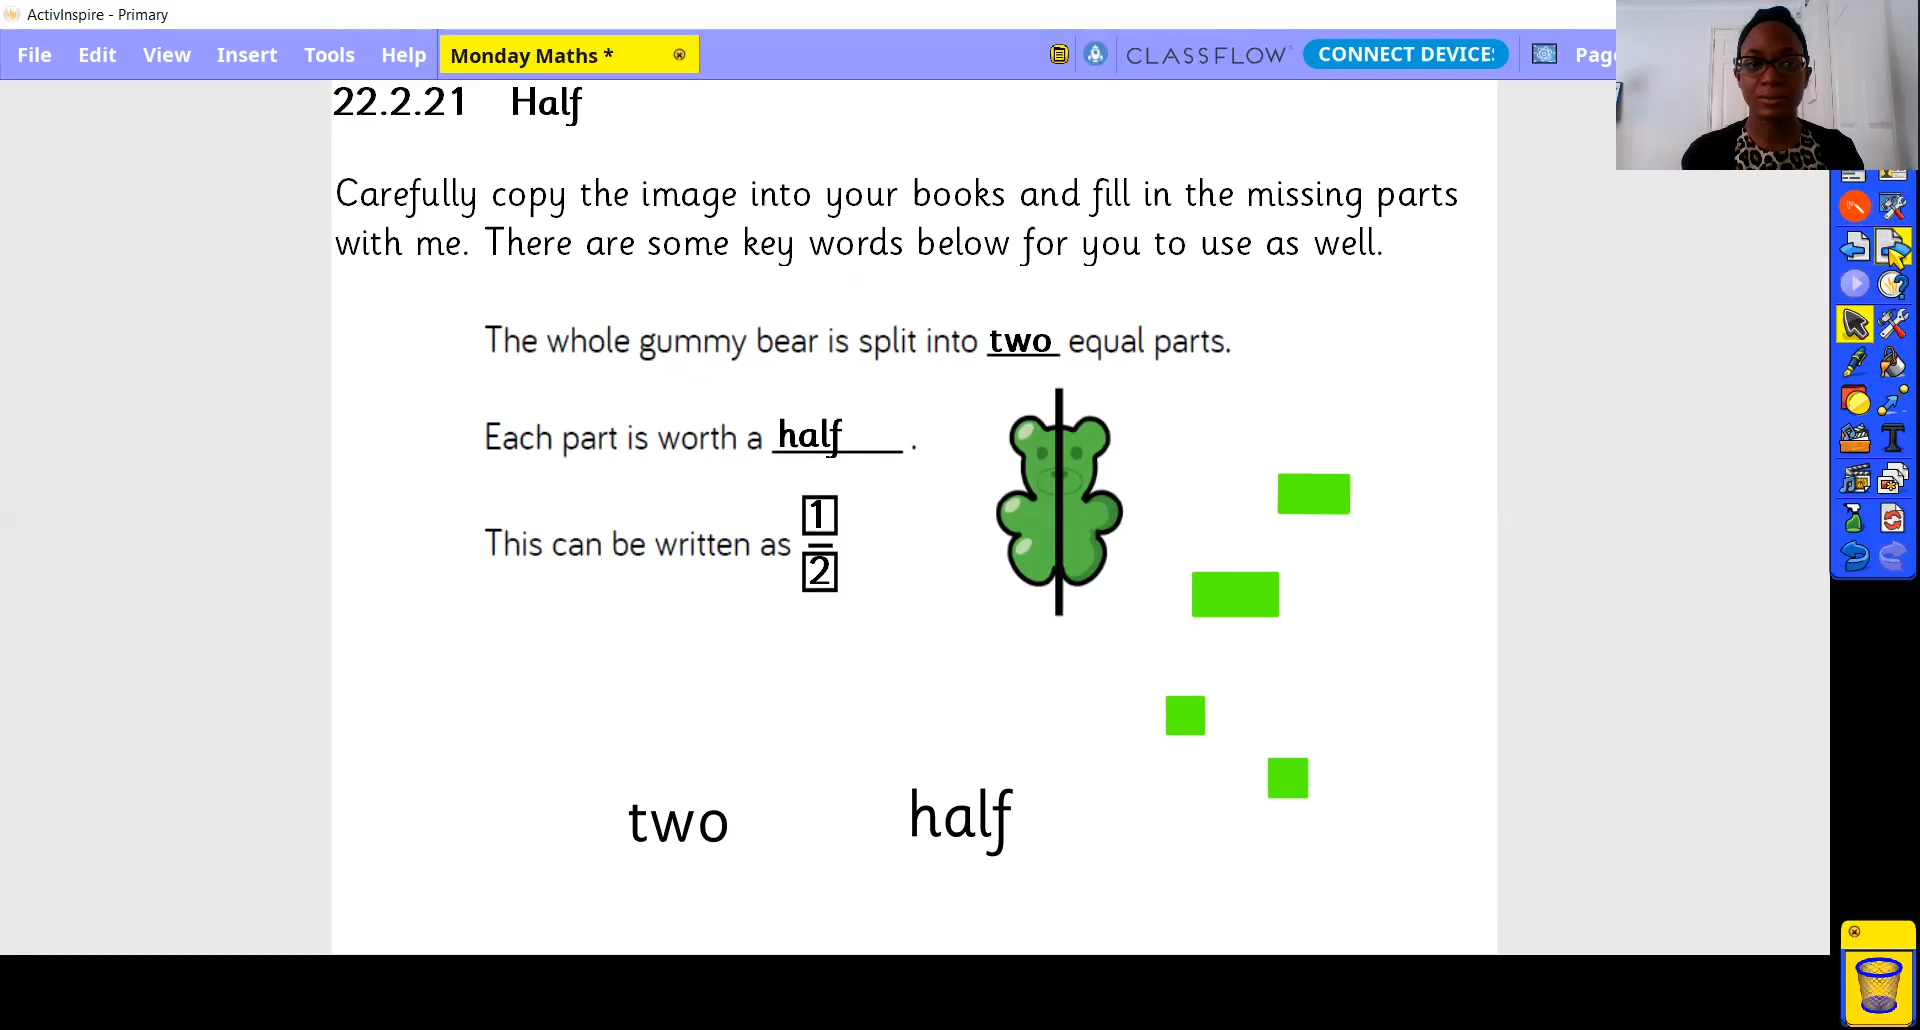 ActivInspire - Primary
File Edit View Insert Tools Help Monday Maths * CLASSFLOW CONNECT DEVICES Page
22.2.21 Half
Carefully copy the image into your books and fill in the missing parts
with me. There are some key words below for you to use as well.
The whole gummy bear is split into two equal parts.
Each part is worth a half .
This can be written as 1
2
two half